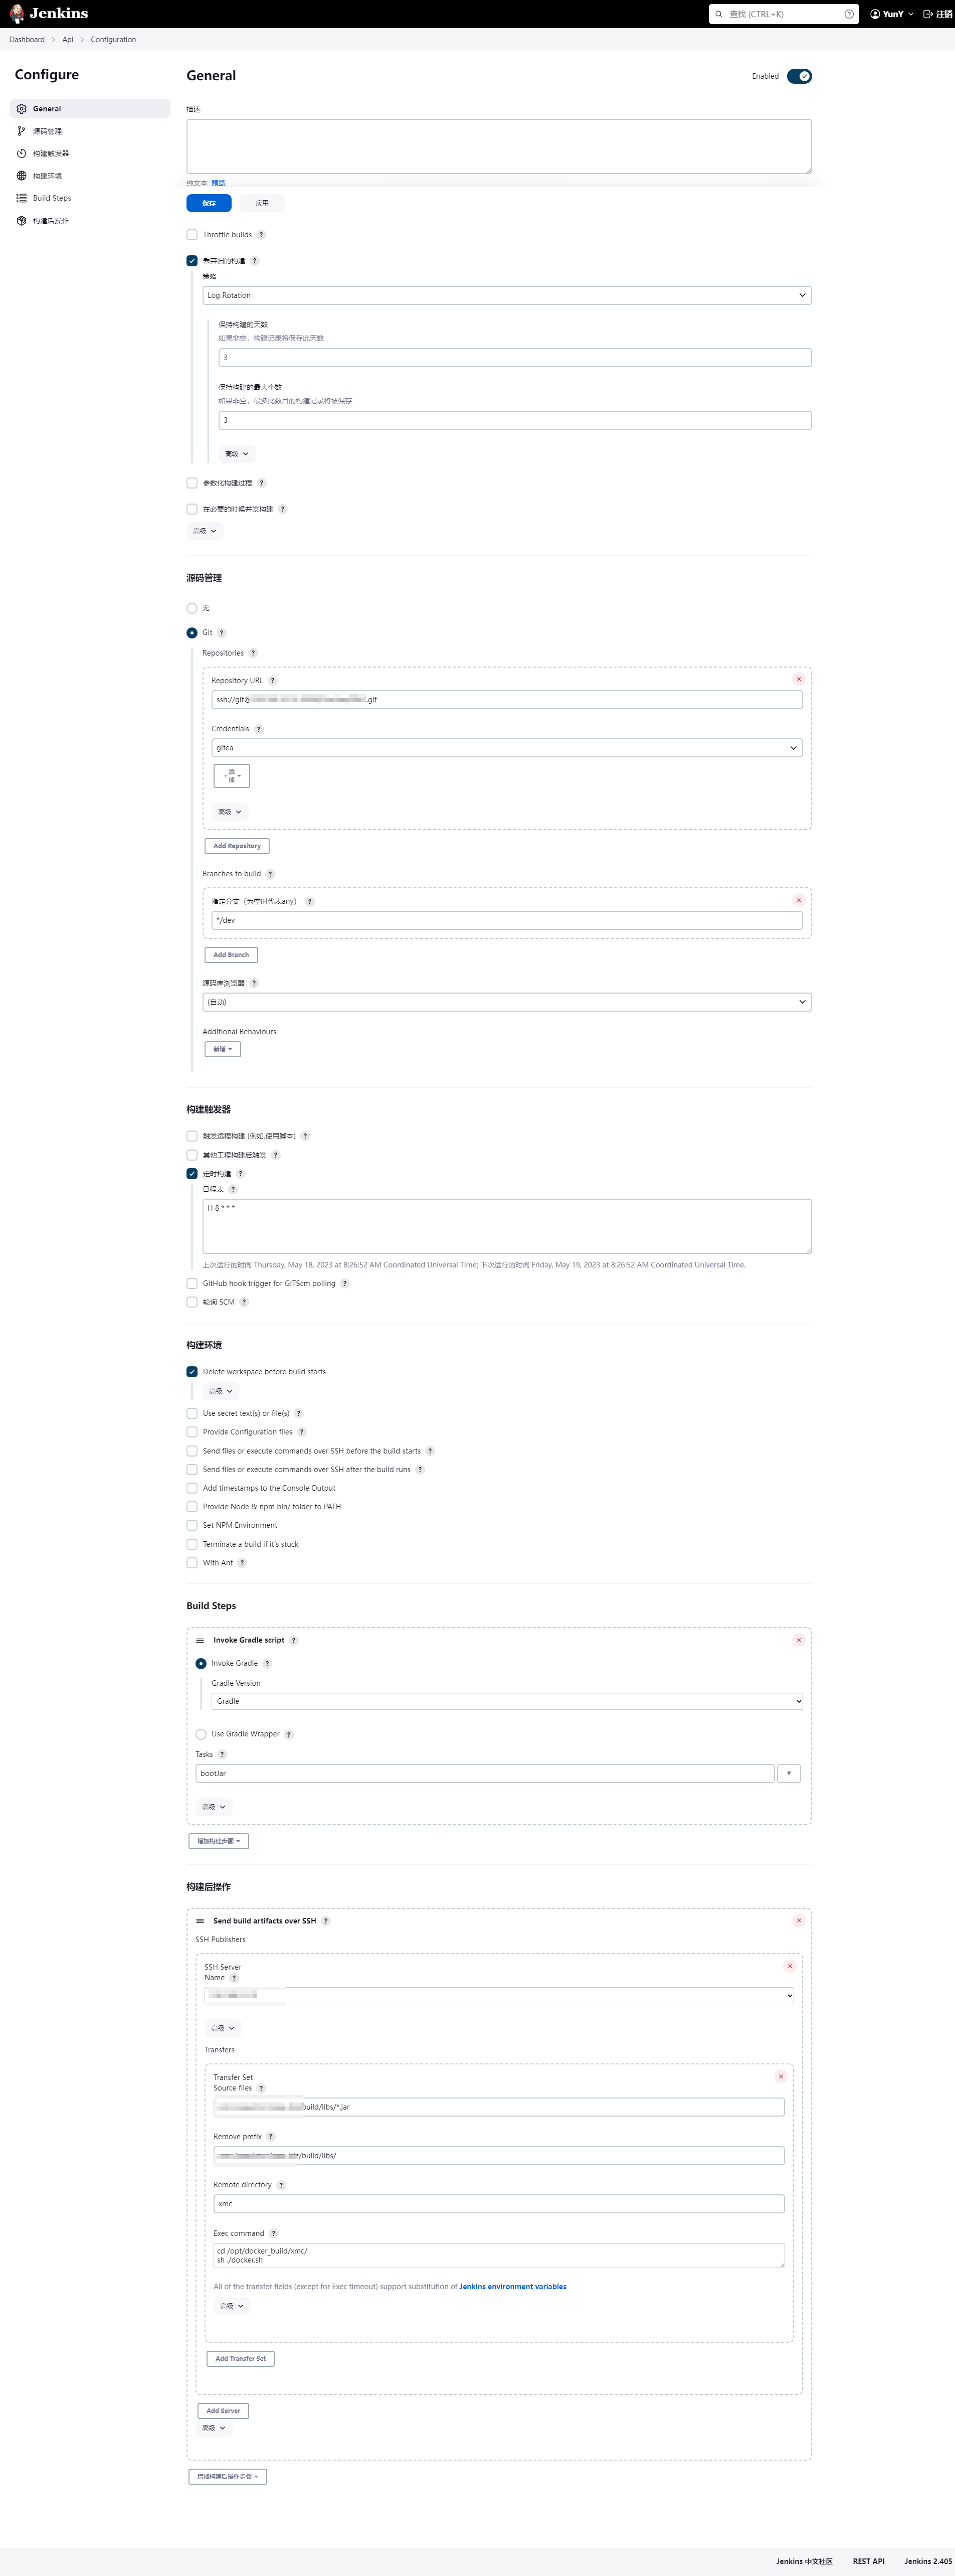 Jenkins
查找 (CTRL+K)
YunY
注销
Dashboard
Api
Configuration
Configure
General
源码管理
构建触发器
构建环境
Build Steps
构建后操作
General
Enabled
描述
纯文本 预览
保存
应用
Throttle builds ?
丢弃旧的构建 ?
策略
Log Rotation
保持构建的天数
如果非空，构建记录将保存此天数
3
保持构建的最大个数
如果非空，最多此数目的构建记录将被保存
3
高级
参数化构建过程 ?
在必要的时候并发构建 ?
高级
源码管理
无
Git ?
Repositories ?
Repository URL ?
ssh://git@ .git
Credentials ?
gitea
添加
高级
Add Repository
Branches to build ?
指定分支（为空时代表any） ?
*/dev
Add Branch
源码库浏览器 ?
(自动)
Additional Behaviours
新增
构建触发器
触发远程构建 (例如,使用脚本) ?
其他工程构建后触发 ?
定时构建 ?
日程表 ?
H 8 * * *
上次运行的时间 Thursday, May 18, 2023 at 8:26:52 AM Coordinated Universal Time; 下次运行的时间 Friday, May 19, 2023 at 8:26:52 AM Coordinated Universal Time.
GitHub hook trigger for GITScm polling ?
轮询 SCM ?
构建环境
Delete workspace before build starts
高级
Use secret text(s) or file(s) ?
Provide Configuration files ?
Send files or execute commands over SSH before the build starts ?
Send files or execute commands over SSH after the build runs ?
Add timestamps to the Console Output
Provide Node & npm bin/ folder to PATH
Set NPM Environment
Terminate a build if it's stuck
With Ant ?
Build Steps
Invoke Gradle script ?
Invoke Gradle ?
Gradle Version
Gradle
Use Gradle Wrapper ?
Tasks ?
bootJar
高级
增加构建步骤
构建后操作
Send build artifacts over SSH ?
SSH Publishers
SSH Server
Name ?
高级
Transfers
Transfer Set
Source files ?
build/libs/*.jar
Remove prefix ?
/build/libs/
Remote directory ?
xmc
Exec command ?
cd /opt/docker_build/xmc/
sh ./docker.sh
All of the transfer fields (except for Exec timeout) support substitution of Jenkins environment variables
高级
Add Transfer Set
Add Server
高级
增加构建后操作步骤
Jenkins 中文社区
REST API
Jenkins 2.405